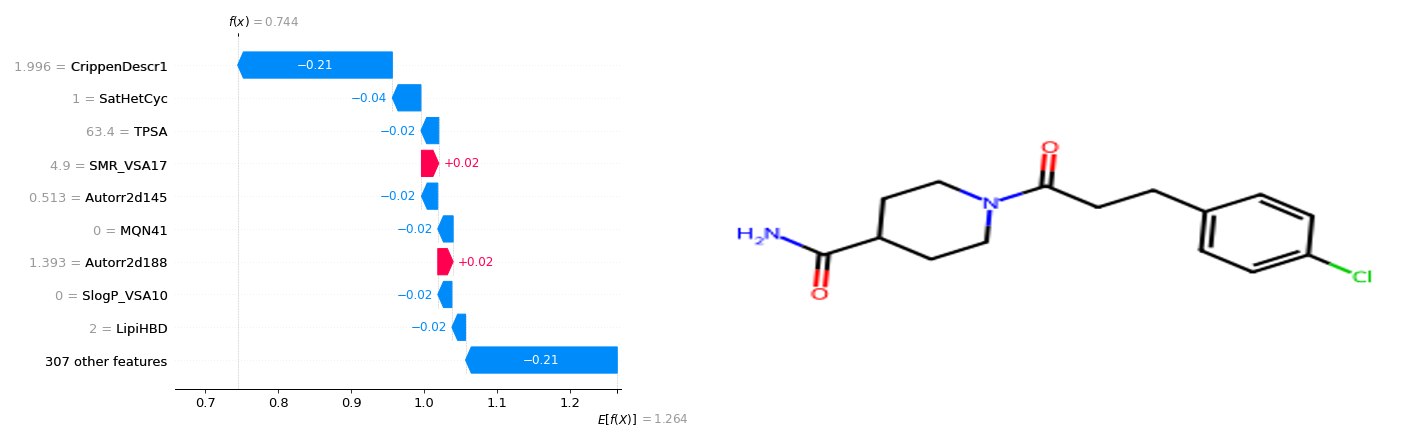 f(x) = 0.744
1.996 = CrippenDescr1
−0.21
1 = SatHetCyc
−0.04
63.4 = TPSA
−0.02
4.9 = SMR_VSA17
+0.02
0.513 = Autorr2d145
−0.02
0 = MQN41
−0.02
1.393 = Autorr2d188
+0.02
0 = SlogP_VSA10
−0.02
2 = LipiHBD
−0.02
307 other features
−0.21
0.7 0.8 0.9 1.0 1.1 1.2
E[f(X)] = 1.264
O
N
H₂N
O
Cl